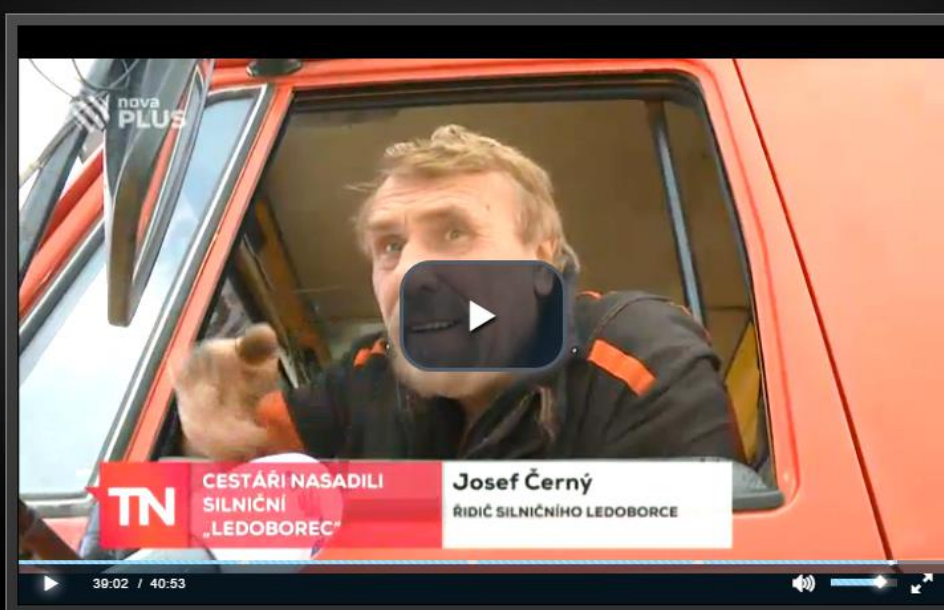 nova
PLUS
TN
CESTÁŘI NASADILI
SILNIČNÍ
„LEDOBOREC“
Josef Černý
ŘIDIČ SILNIČNÍHO LEDOBORCE
39:02 / 40:53